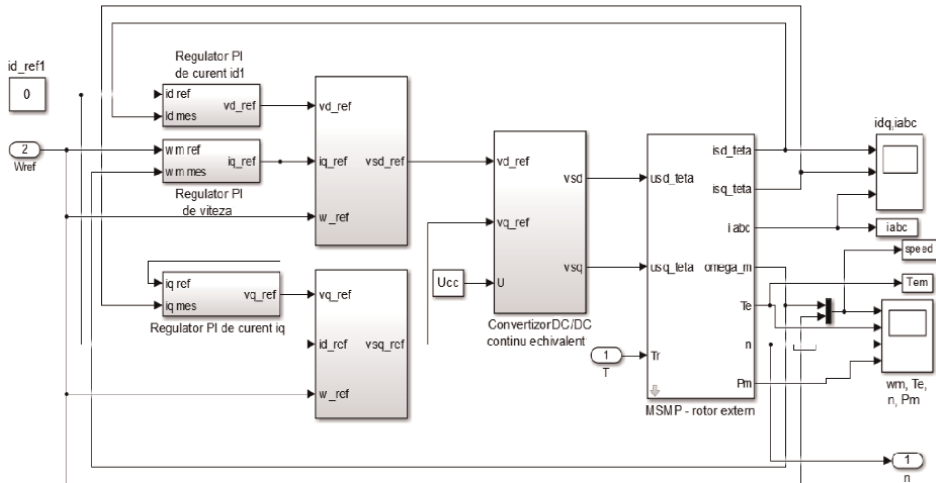 id_ref1
0
2
Wref
Regulator PI
de curent id1
id ref
id mes
vd_ref
w m ref
w m mes
iq_ref
Regulator PI
de viteza
iq ref
iq mes
vq_ref
Regulator PI de curent iq
vd_ref
iq_ref
w_ref
vsd_ref
vq_ref
id_ref
w_ref
vsq_ref
Ucc
vd_ref
vq_ref
U
vsd
vsq
Convertizor DC/DC
continu echivalent
1
T
usd_teta
usq_teta
Tr
isd_teta
isq_teta
iabc
omega_m
Te
n
Pm
MSMP - rotor extern
idq,iabc
iabc
speed
Tem
wm, Te,
n, Pm
1
n